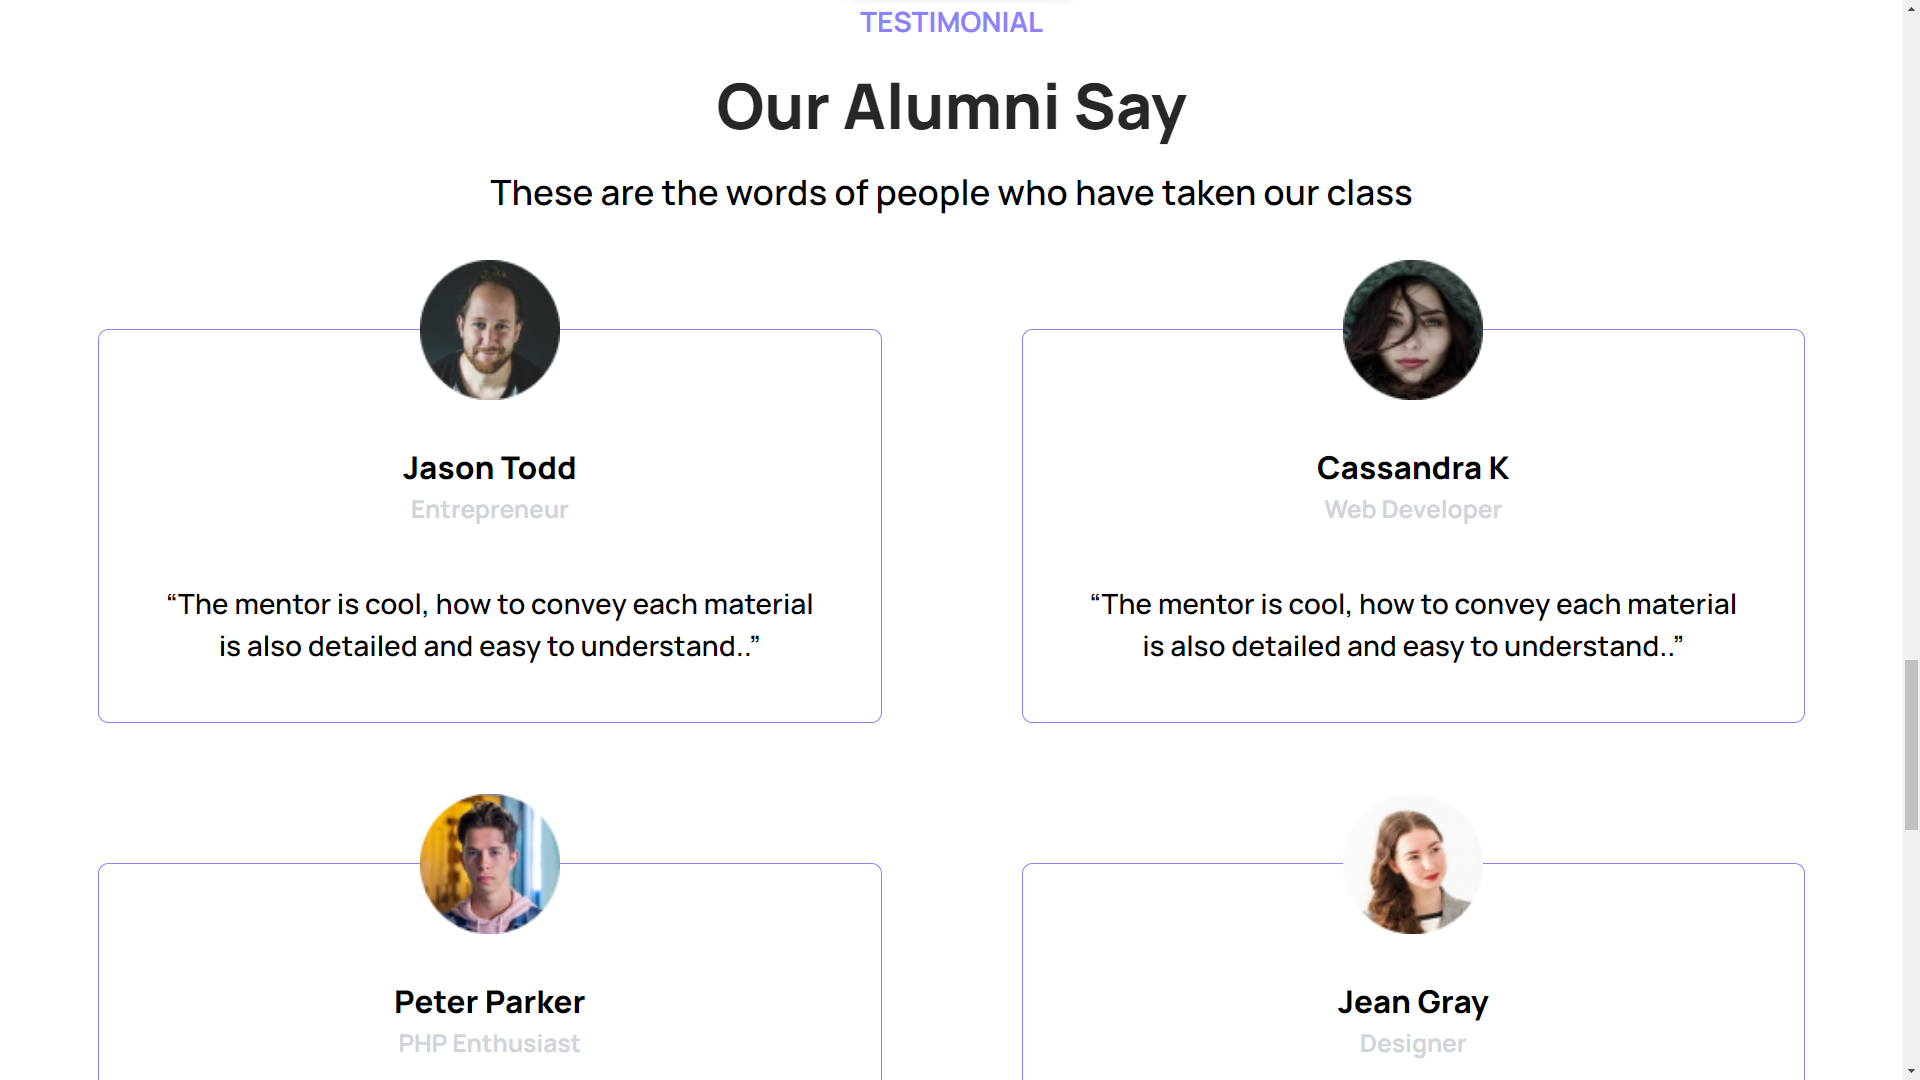 TESTIMONIAL
Our Alumni Say
These are the words of people who have taken our class
Jason Todd
Entrepreneur
“The mentor is cool, how to convey each material
is also detailed and easy to understand..”
Cassandra K
Web Developer
“The mentor is cool, how to convey each material
is also detailed and easy to understand..”
Peter Parker
PHP Enthusiast
Jean Gray
Designer